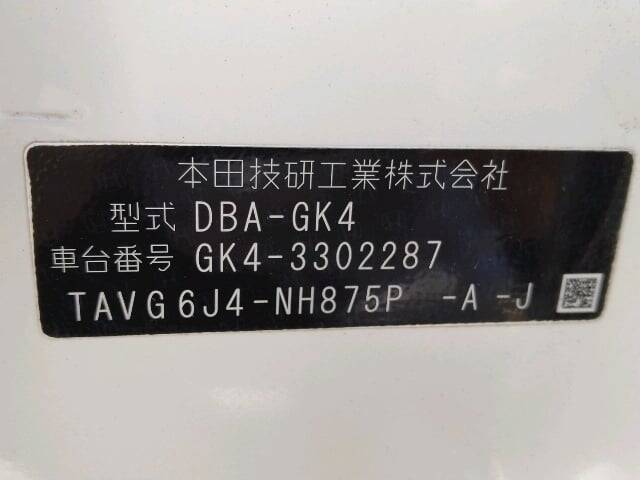 本田技研工業株式会社
型式 DBA-GK4
車台番号 GK4-3302287
TAVG6J4-NH875P -A -J